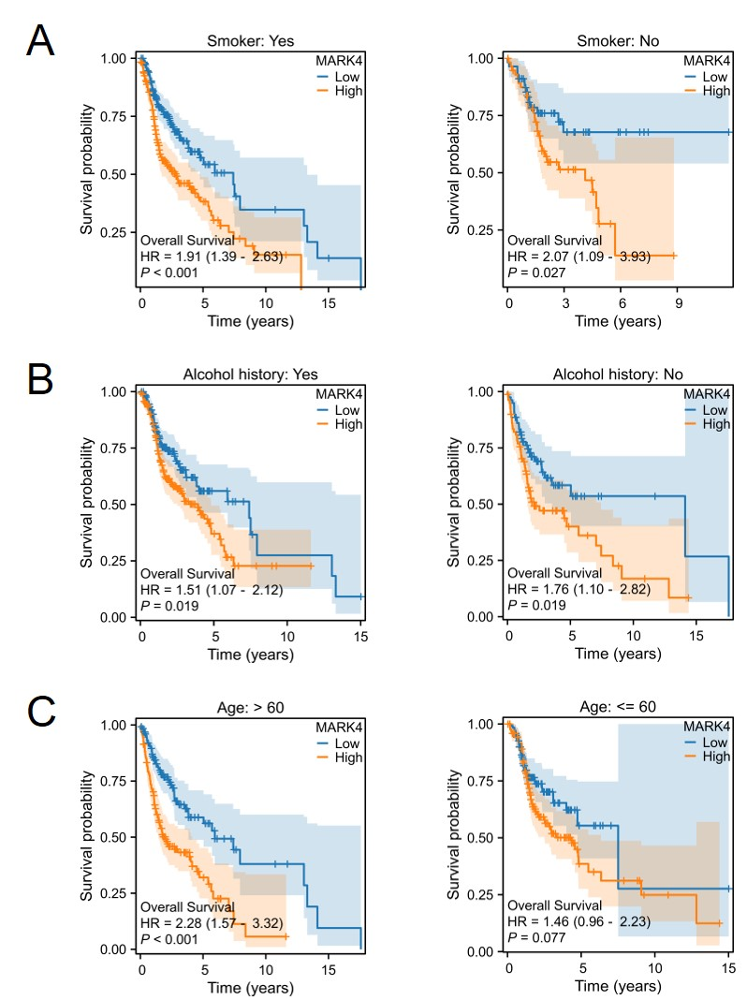 A
Smoker: Yes
MARK4
Low
High
Survival probability
1.00
0.75
0.50
0.25
Overall Survival
HR = 1.91 (1.39 - 2.63)
P < 0.001
0 5 10 15
Time (years)
Smoker: No
MARK4
Low
High
Survival probability
1.00
0.75
0.50
0.25
Overall Survival
HR = 2.07 (1.09 - 3.93)
P = 0.027
0 3 6 9
Time (years)
B
Alcohol history: Yes
MARK4
Low
High
Survival probability
1.00
0.75
0.50
0.25
0.00
Overall Survival
HR = 1.51 (1.07 - 2.12)
P = 0.019
0 5 10 15
Time (years)
Alcohol history: No
MARK4
Low
High
Survival probability
1.00
0.75
0.50
0.25
0.00
Overall Survival
HR = 1.76 (1.10 - 2.82)
P = 0.019
0 5 10 15
Time (years)
C
Age: > 60
MARK4
Low
High
Survival probability
1.00
0.75
0.50
0.25
0.00
Overall Survival
HR = 2.28 (1.57 - 3.32)
P < 0.001
0 5 10 15
Time (years)
Age: <= 60
MARK4
Low
High
Survival probability
1.00
0.75
0.50
0.25
0.00
Overall Survival
HR = 1.46 (0.96 - 2.23)
P = 0.077
0 5 10 15
Time (years)